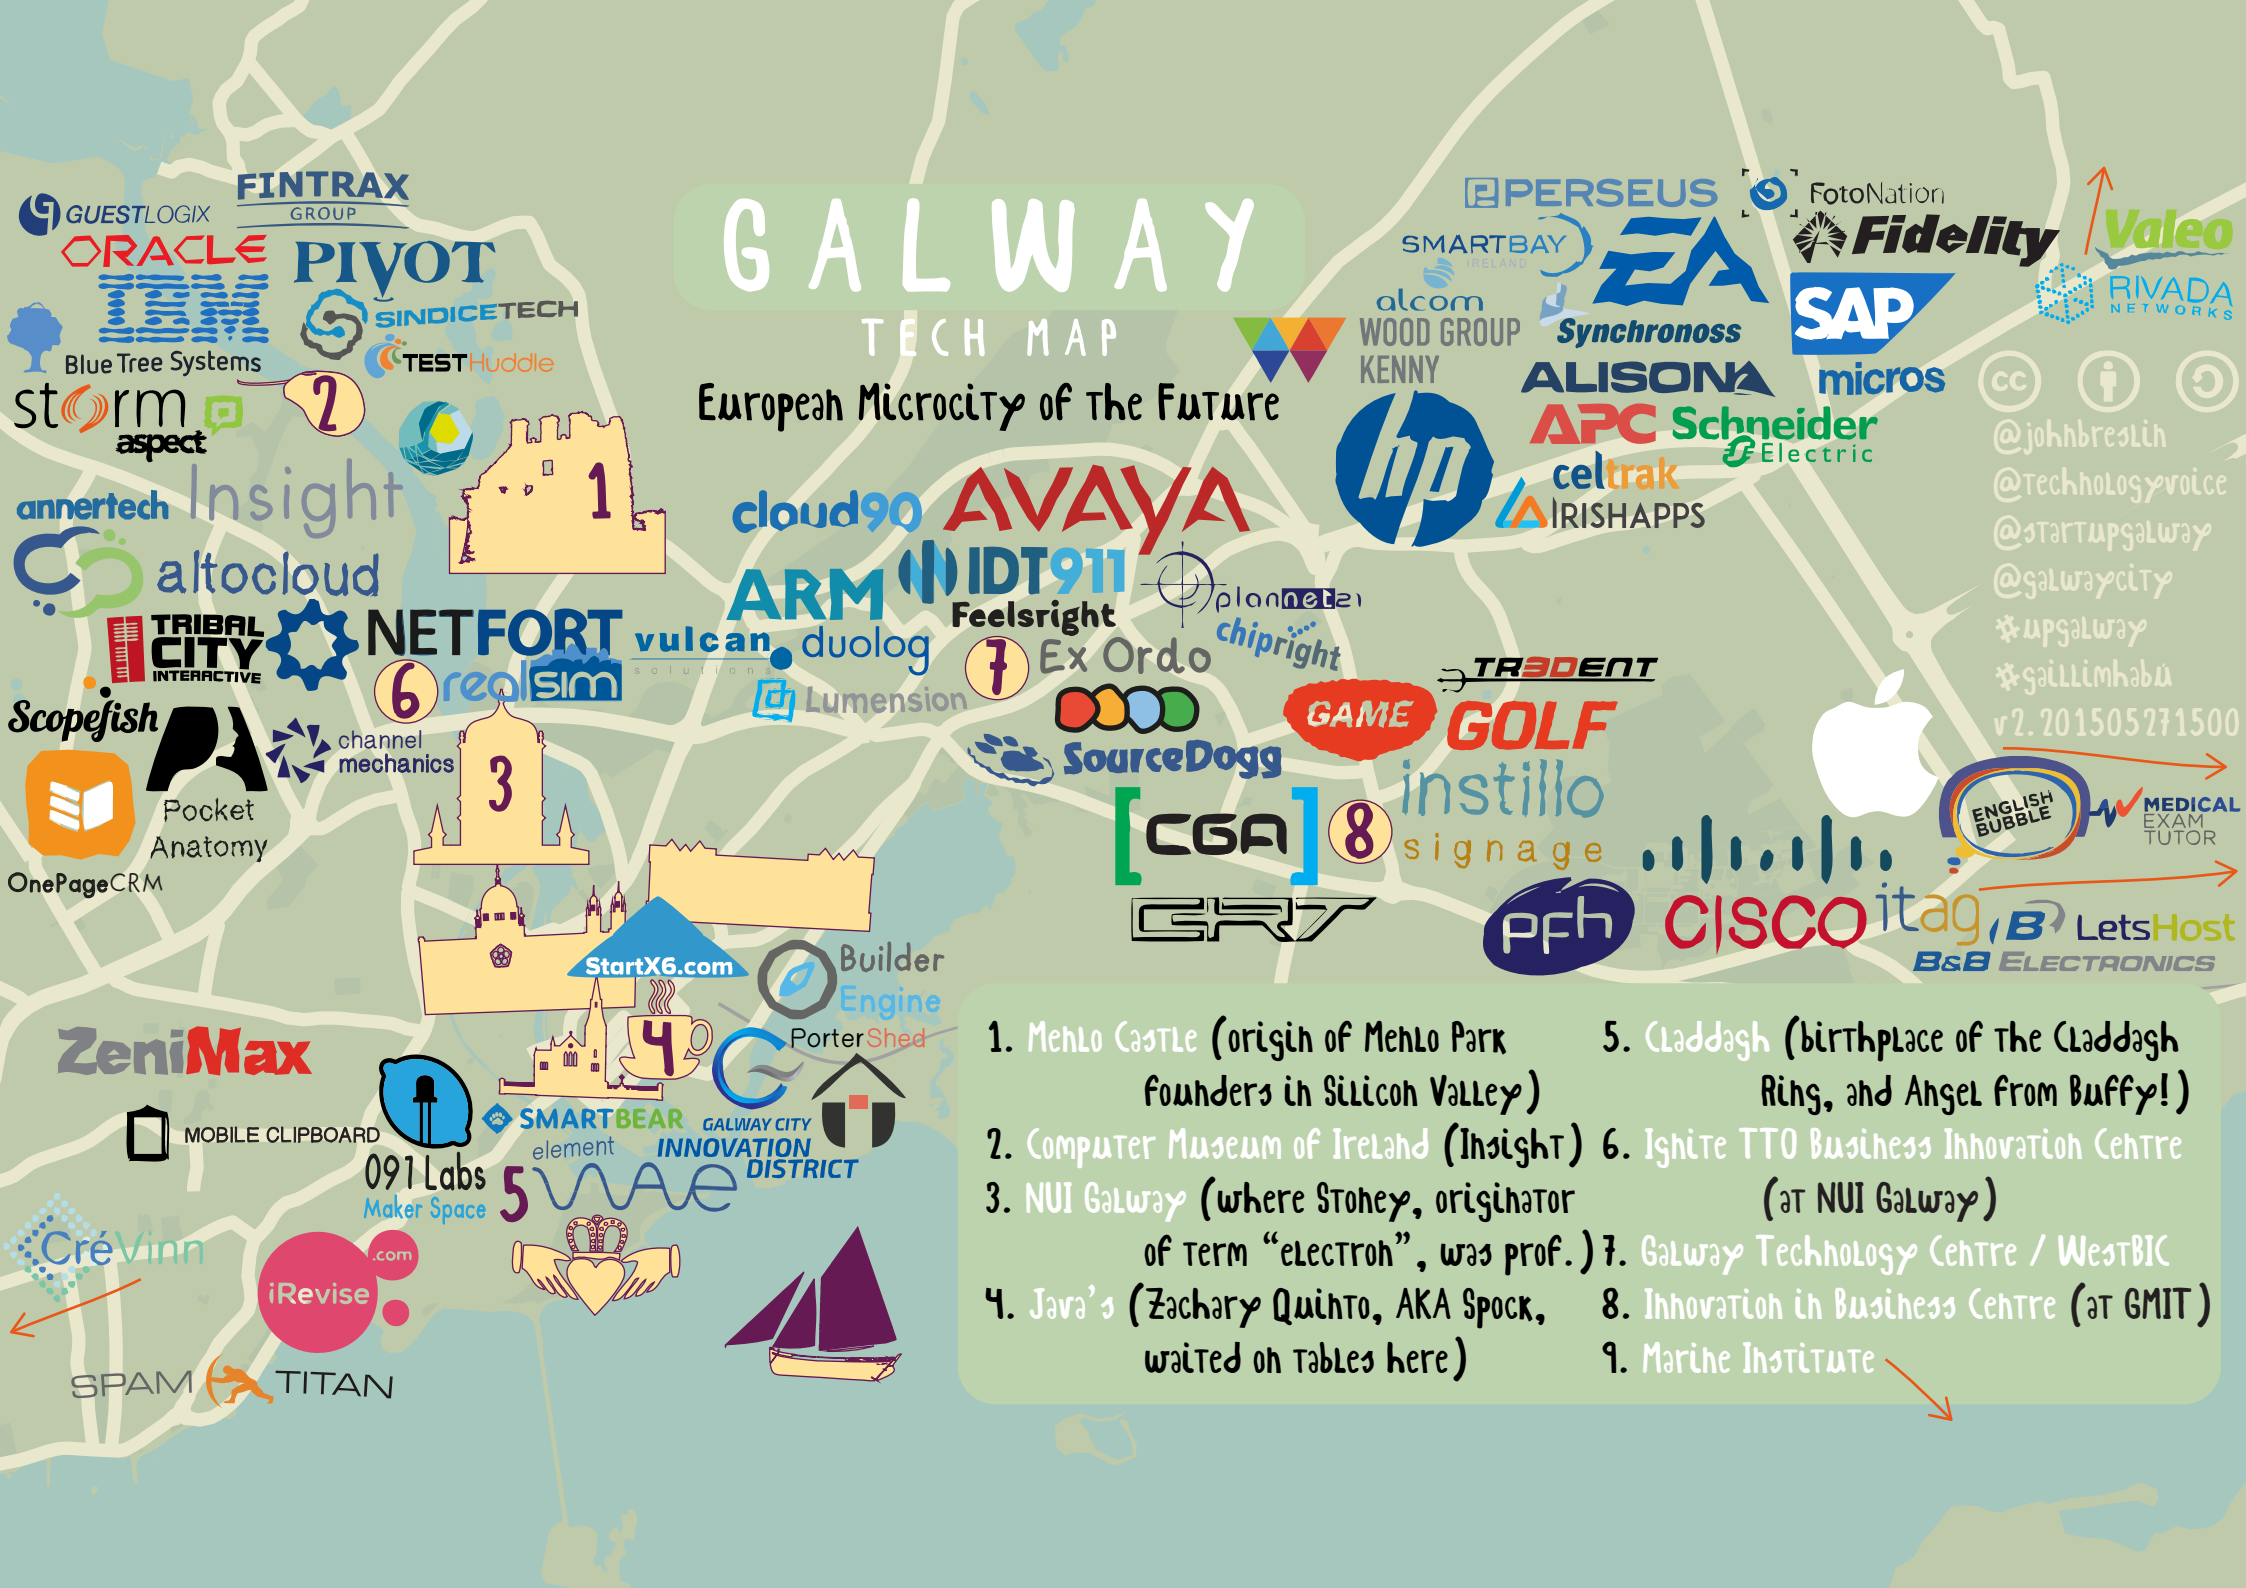 GALWAY
TECH MAP
European Microcity of the Future
GUESTLOGIX
FINTRAX
GROUP
ORACLE
PIVOT
IBM
SINDICETECH
Blue Tree Systems
TESTHuddle
storm
2
aspect
1
annertech
Insight
altocloud
TRIBAL
CITY
INTERACTIVE
NETFORT
6
realsim
Scopefish
channel
mechanics
3
Pocket
Anatomy
OnePageCRM
PERSEUS
FotoNation
SMARTBAY
IRELAND
EA
Fidelity
Valeo
alcom
SAP
RIVADA
NETWORKS
WOOD GROUP
KENNY
Synchronoss
ALISON
micros
cc
hp
APC
Schneider
Electric
celtrak
IRISHAPPS
@johnbreslin
@technologyvoice
@startupgalway
@galwaycity
#upgalway
#gaillimhabú
v2.201505271500
cloud90
AVAYA
ARM
IDT911
plannet21
Feelsright
vulcan
solutions
duolog
chipright
7
Ex Ordo
Lumension
SourceDogg
TR3DENT
GAME
GOLF
instillo
[CGA]
8
signage
CRT
pfh
CISCO
ENGLISH
BUBBLE
MEDICAL
EXAM
TUTOR
itag
B
LetsHost
B&B ELECTRONICS
StartX6.com
Builder
Engine
4
PorterShed
ZeniMax
MOBILE CLIPBOARD
091 Labs
Maker Space
SMARTBEAR
element
wAe
5
GALWAY CITY
INNOVATION
DISTRICT
CréVinn
iRevise
.com
SPAM TITAN
1. Menlo Castle (origin of Menlo Park
founders in Silicon Valley)
2. Computer Museum of Ireland (Insight)
3. NUI Galway (where Stoney, originator
of term “electron”, was prof.)
4. Java's (Zachary Quinto, AKA Spock,
waited on tables here)
5. Claddagh (birthplace of the Claddagh
Ring, and Angel from Buffy!)
6. Ignite TTO Business Innovation Centre
(at NUI Galway)
7. Galway Technology Centre / WestBIC
8. Innovation in Business Centre (at GMIT)
9. Marine Institute